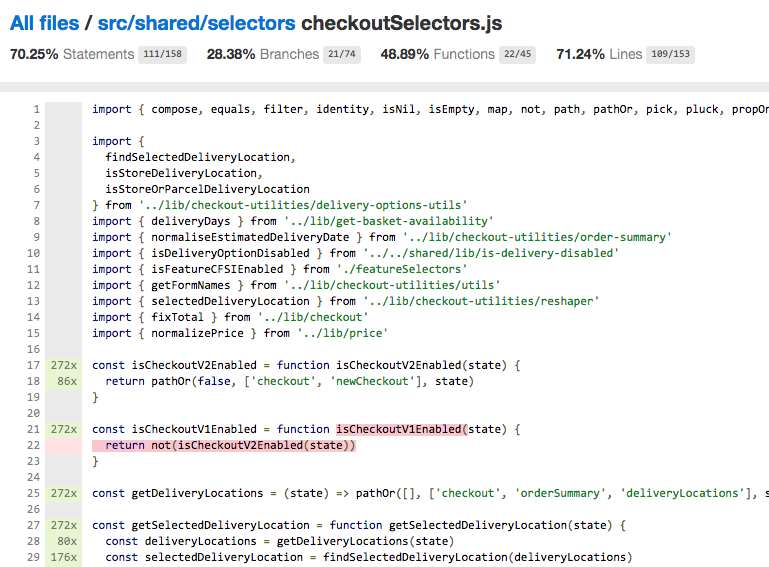 All files / src/shared/selectors checkoutSelectors.js
70.25% Statements 111/158 28.38% Branches 21/74 48.89% Functions 22/45 71.24% Lines 109/153
1 import { compose, equals, filter, identity, isNil, isEmpty, map, not, path, pathOr, pick, pluck, propOr
2
3 import {
4 findSelectedDeliveryLocation,
5 isStoreDeliveryLocation,
6 isStoreOrParcelDeliveryLocation
7 } from '../lib/checkout-utilities/delivery-options-utils'
8 import { deliveryDays } from '../lib/get-basket-availability'
9 import { normaliseEstimatedDeliveryDate } from '../lib/checkout-utilities/order-summary'
10 import { isDeliveryOptionDisabled } from '../../shared/lib/is-delivery-disabled'
11 import { isFeatureCFSIEnabled } from './featureSelectors'
12 import { getFormNames } from '../lib/checkout-utilities/utils'
13 import { selectedDeliveryLocation } from '../lib/checkout-utilities/reshaper'
14 import { fixTotal } from '../lib/checkout'
15 import { normalizePrice } from '../lib/price'
16
17 272x const isCheckoutV2Enabled = function isCheckoutV2Enabled(state) {
18 86x return pathOr(false, ['checkout', 'newCheckout'], state)
19 }
20
21 272x const isCheckoutV1Enabled = function isCheckoutV1Enabled(state) {
22 return not(isCheckoutV2Enabled(state))
23 }
24
25 272x const getDeliveryLocations = (state) => pathOr([], ['checkout', 'orderSummary', 'deliveryLocations'], s
26
27 272x const getSelectedDeliveryLocation = function getSelectedDeliveryLocation(state) {
28 80x const deliveryLocations = getDeliveryLocations(state)
29 176x const selectedDeliveryLocation = findSelectedDeliveryLocation(deliveryLocations)